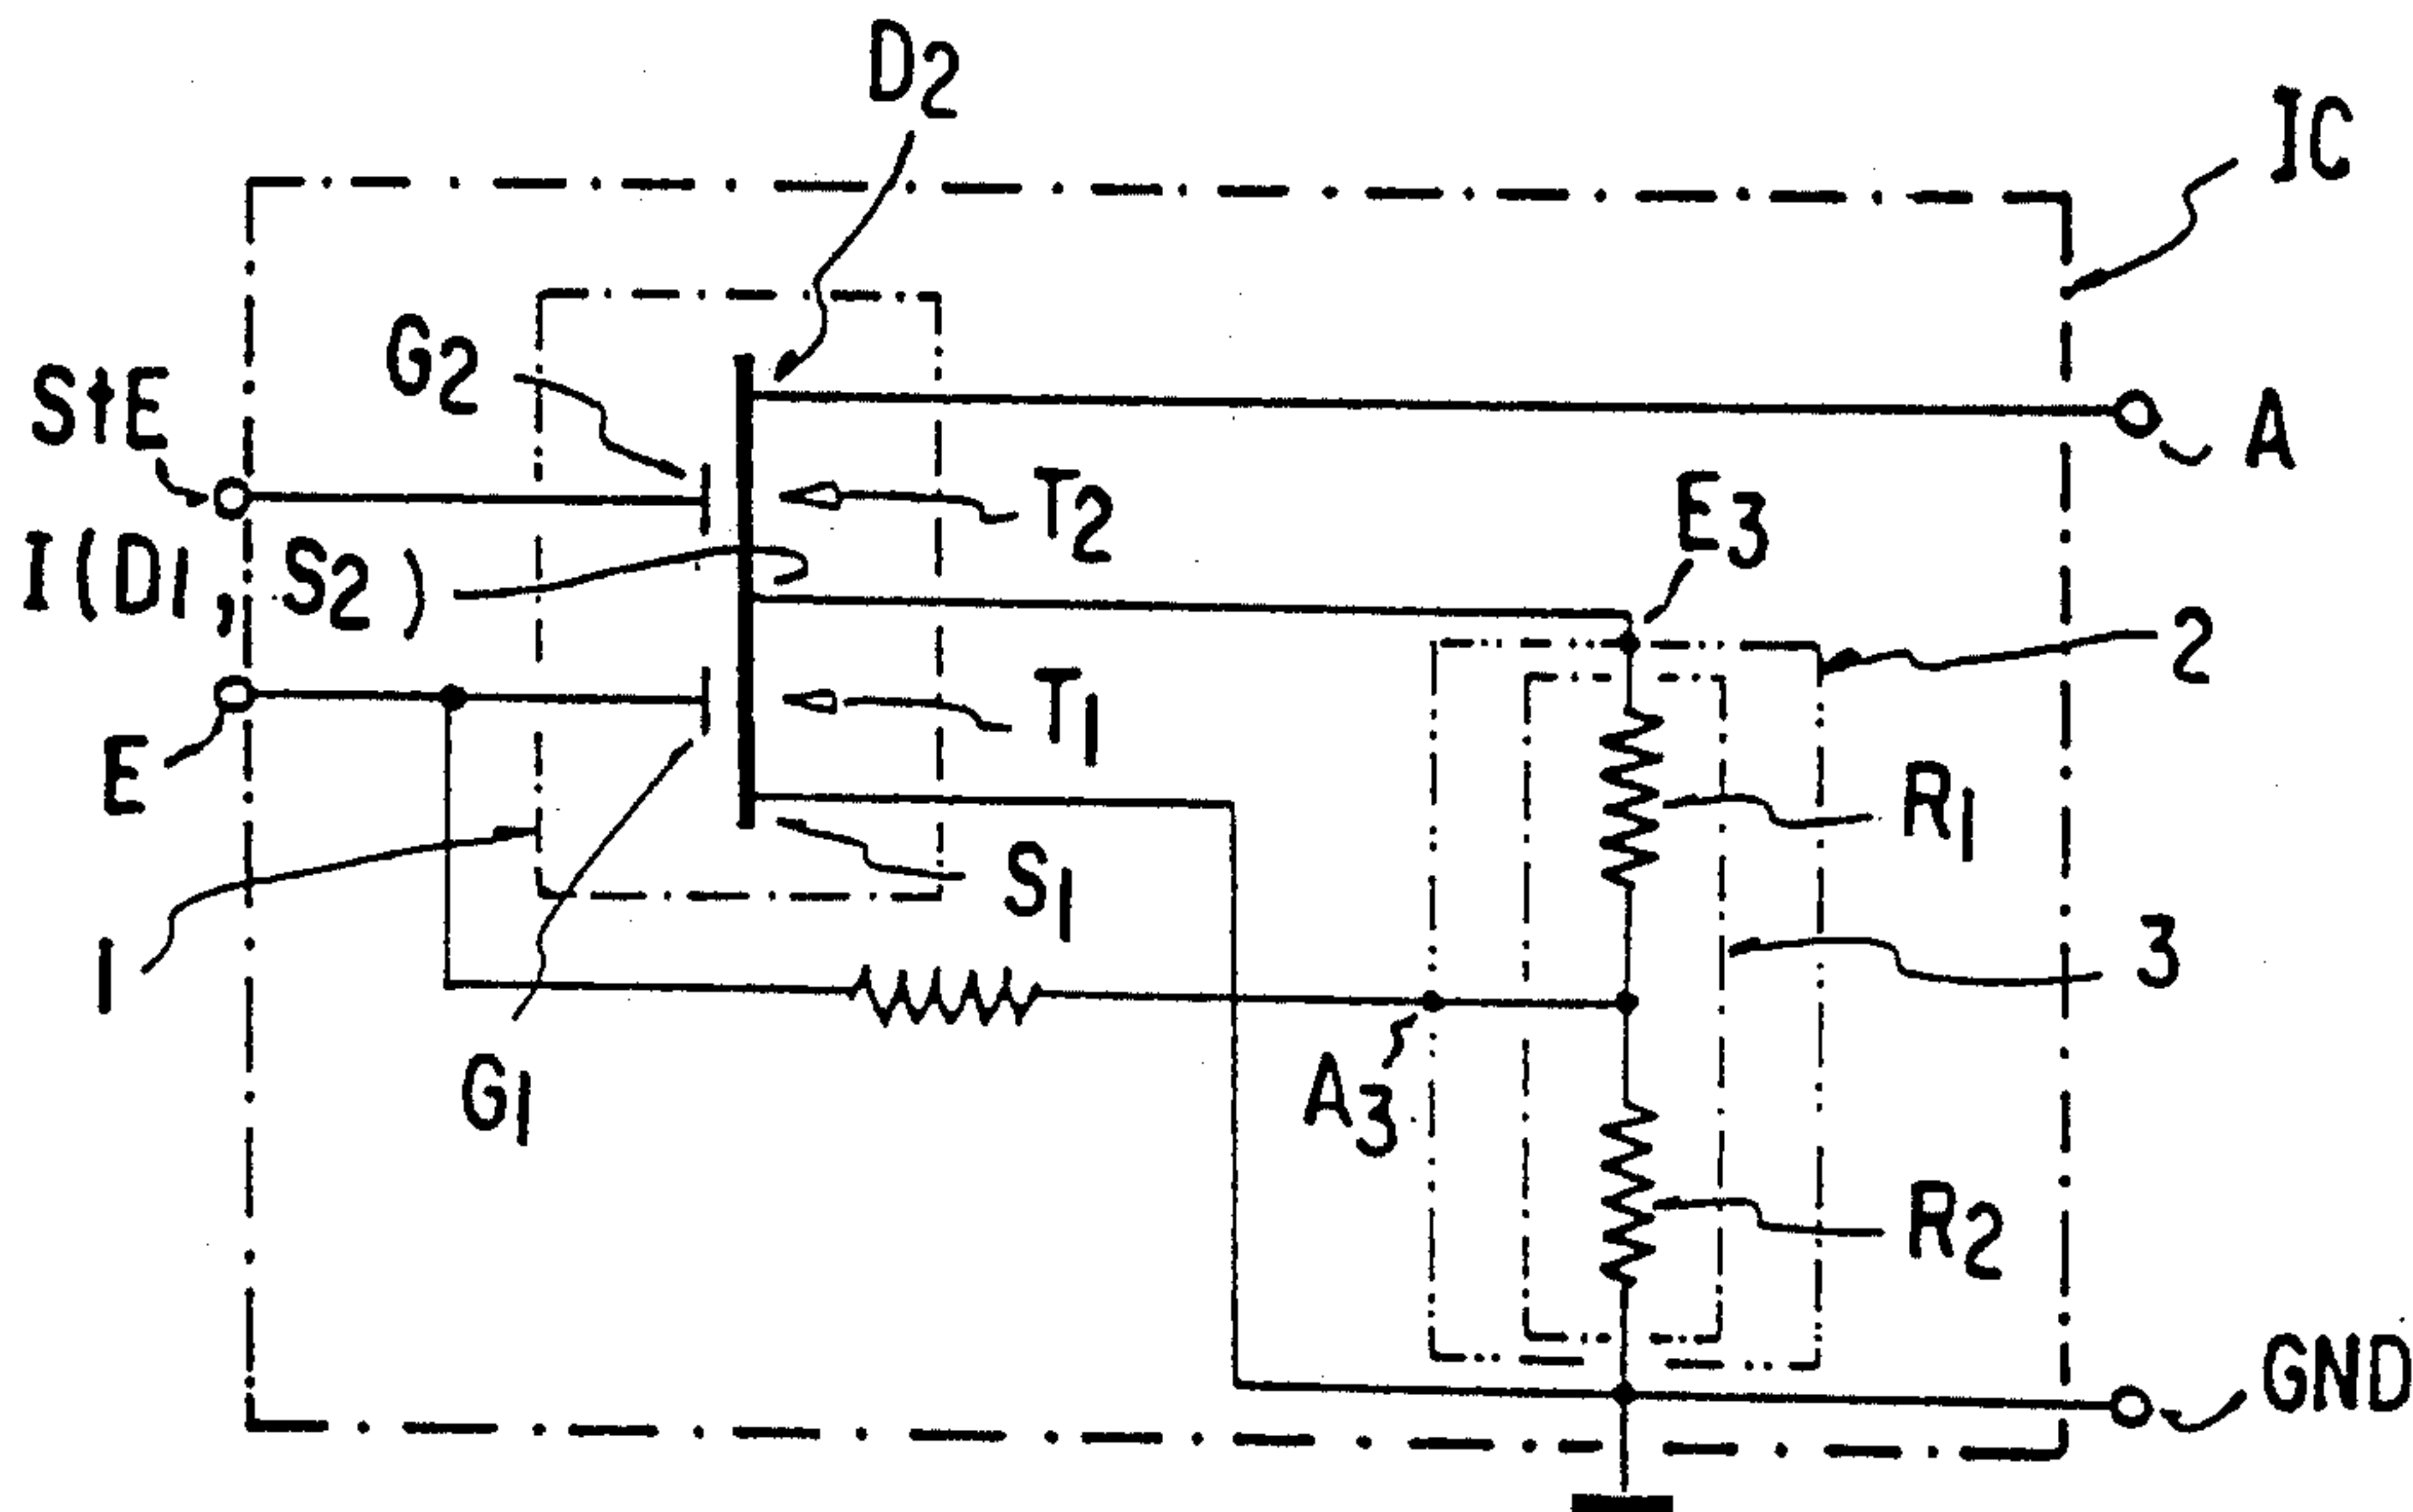 D2
IC
G2
StE
A
T2
E3
I(D1, S2)
2
T1
E
R1
S1
3
1
G1
A3
R2
GND